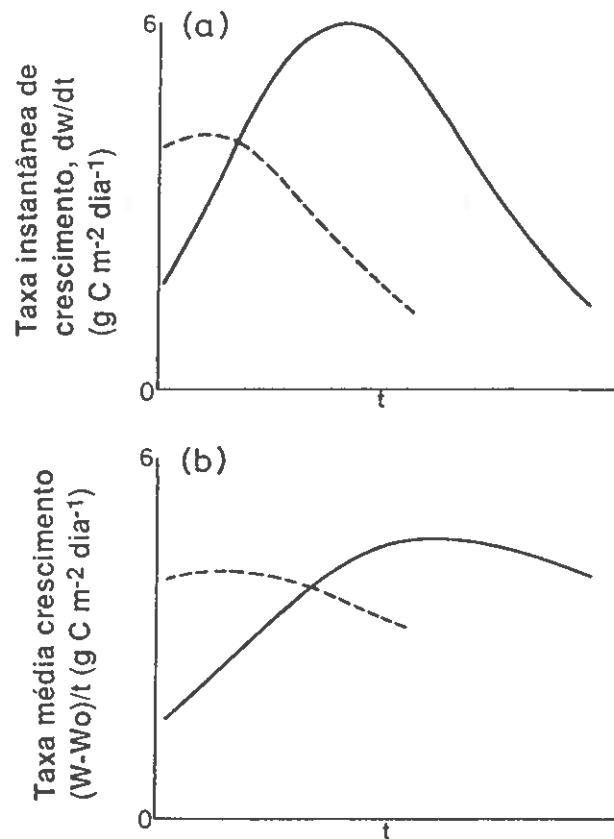 6
(a)
Taxa instantânea de
crescimento, dw/dt
(g C m-2 dia-1)
0
t
6
(b)
Taxa média crescimento
(W-Wo)/t (g C m-2 dia-1)
0
t